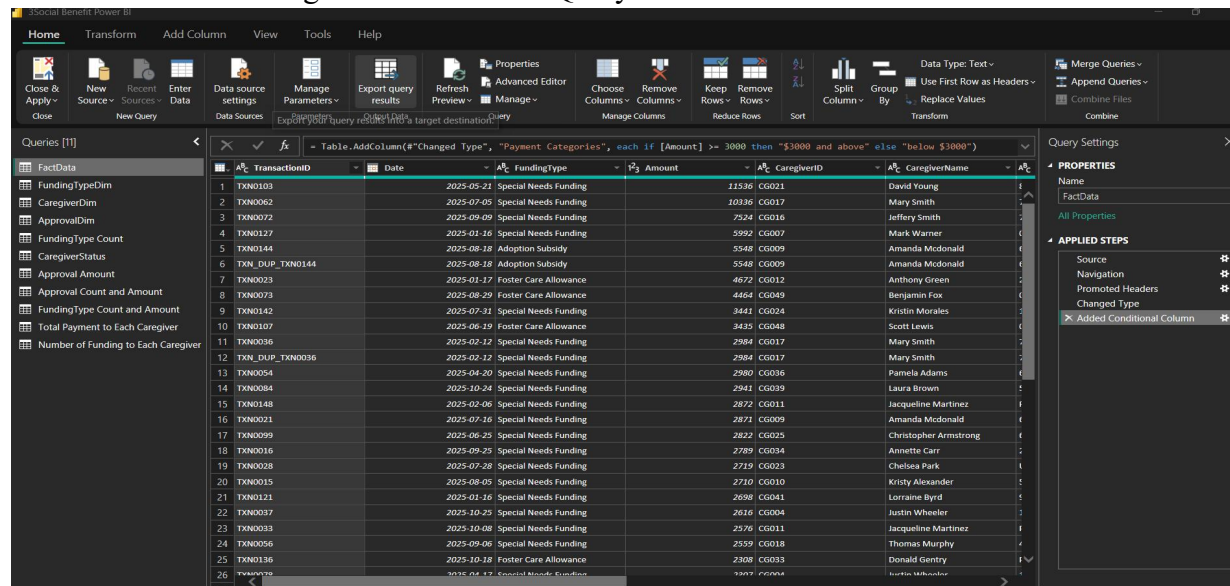 3Social Benefit Power BI
Home Transform Add Column View Tools Help
Close & Apply
New Source
Recent Sources
Enter Data
Data source settings
Manage Parameters
Export query results
Refresh Preview
Properties
Advanced Editor
Manage
Choose Columns
Remove Columns
Keep Rows
Remove Rows
Split Column
Group By
Data Type: Text
Use First Row as Headers
Replace Values
Merge Queries
Append Queries
Combine Files
Close New Query Data Sources Parameters Output Data Query Manage Columns Reduce Rows Sort Transform Combine
Export your query results into a target destination.
Queries [11]
FactData
FundingTypeDim
CaregiverDim
ApprovalDim
FundingType Count
CaregiverStatus
Approval Amount
Approval Count and Amount
FundingType Count and Amount
Total Payment to Each Caregiver
Number of Funding to Each Caregiver
fx = Table.AddColumn(#"Changed Type", "Payment Categories", each if [Amount] >= 3000 then "$3000 and above" else "below $3000")
ABC TransactionID Date ABC FundingType 123 Amount ABC CaregiverID ABC CaregiverName ABC
1 TXN0103 2025-05-21 Special Needs Funding 11536 CG021 David Young
2 TXN0062 2025-07-05 Special Needs Funding 10336 CG017 Mary Smith
3 TXN0072 2025-09-09 Special Needs Funding 7524 CG016 Jeffery Smith
4 TXN0127 2025-01-16 Special Needs Funding 5992 CG007 Mark Warner
5 TXN0144 2025-08-18 Adoption Subsidy 5548 CG009 Amanda Mcdonald
6 TXN_DUP_TXN0144 2025-08-18 Adoption Subsidy 5548 CG009 Amanda Mcdonald
7 TXN0023 2025-01-17 Foster Care Allowance 4672 CG012 Anthony Green
8 TXN0073 2025-08-29 Foster Care Allowance 4464 CG049 Benjamin Fox
9 TXN0142 2025-07-31 Special Needs Funding 3441 CG024 Kristin Morales
10 TXN0107 2025-06-19 Foster Care Allowance 3435 CG048 Scott Lewis
11 TXN0036 2025-02-12 Special Needs Funding 2984 CG017 Mary Smith
12 TXN_DUP_TXN0036 2025-02-12 Special Needs Funding 2984 CG017 Mary Smith
13 TXN0054 2025-04-20 Special Needs Funding 2980 CG036 Pamela Adams
14 TXN0084 2025-10-24 Special Needs Funding 2941 CG039 Laura Brown
15 TXN0148 2025-02-06 Special Needs Funding 2872 CG011 Jacqueline Martinez
16 TXN0021 2025-07-16 Special Needs Funding 2871 CG009 Amanda Mcdonald
17 TXN0099 2025-06-25 Special Needs Funding 2822 CG025 Christopher Armstrong
18 TXN0016 2025-09-25 Special Needs Funding 2789 CG034 Annette Carr
19 TXN0028 2025-07-28 Special Needs Funding 2719 CG023 Chelsea Park
20 TXN0015 2025-08-05 Special Needs Funding 2710 CG010 Kristy Alexander
21 TXN0121 2025-01-16 Special Needs Funding 2698 CG041 Lorraine Byrd
22 TXN0037 2025-10-25 Special Needs Funding 2616 CG004 Justin Wheeler
23 TXN0033 2025-10-08 Special Needs Funding 2576 CG011 Jacqueline Martinez
24 TXN0056 2025-09-06 Special Needs Funding 2559 CG018 Thomas Murphy
25 TXN0136 2025-10-18 Foster Care Allowance 2308 CG033 Donald Gentry
26 TXN0078 2025-04-17 Special Needs Funding 2307 CG004 Justin Wheeler
Query Settings
PROPERTIES
Name
FactData
All Properties
APPLIED STEPS
Source
Navigation
Promoted Headers
Changed Type
Added Conditional Column